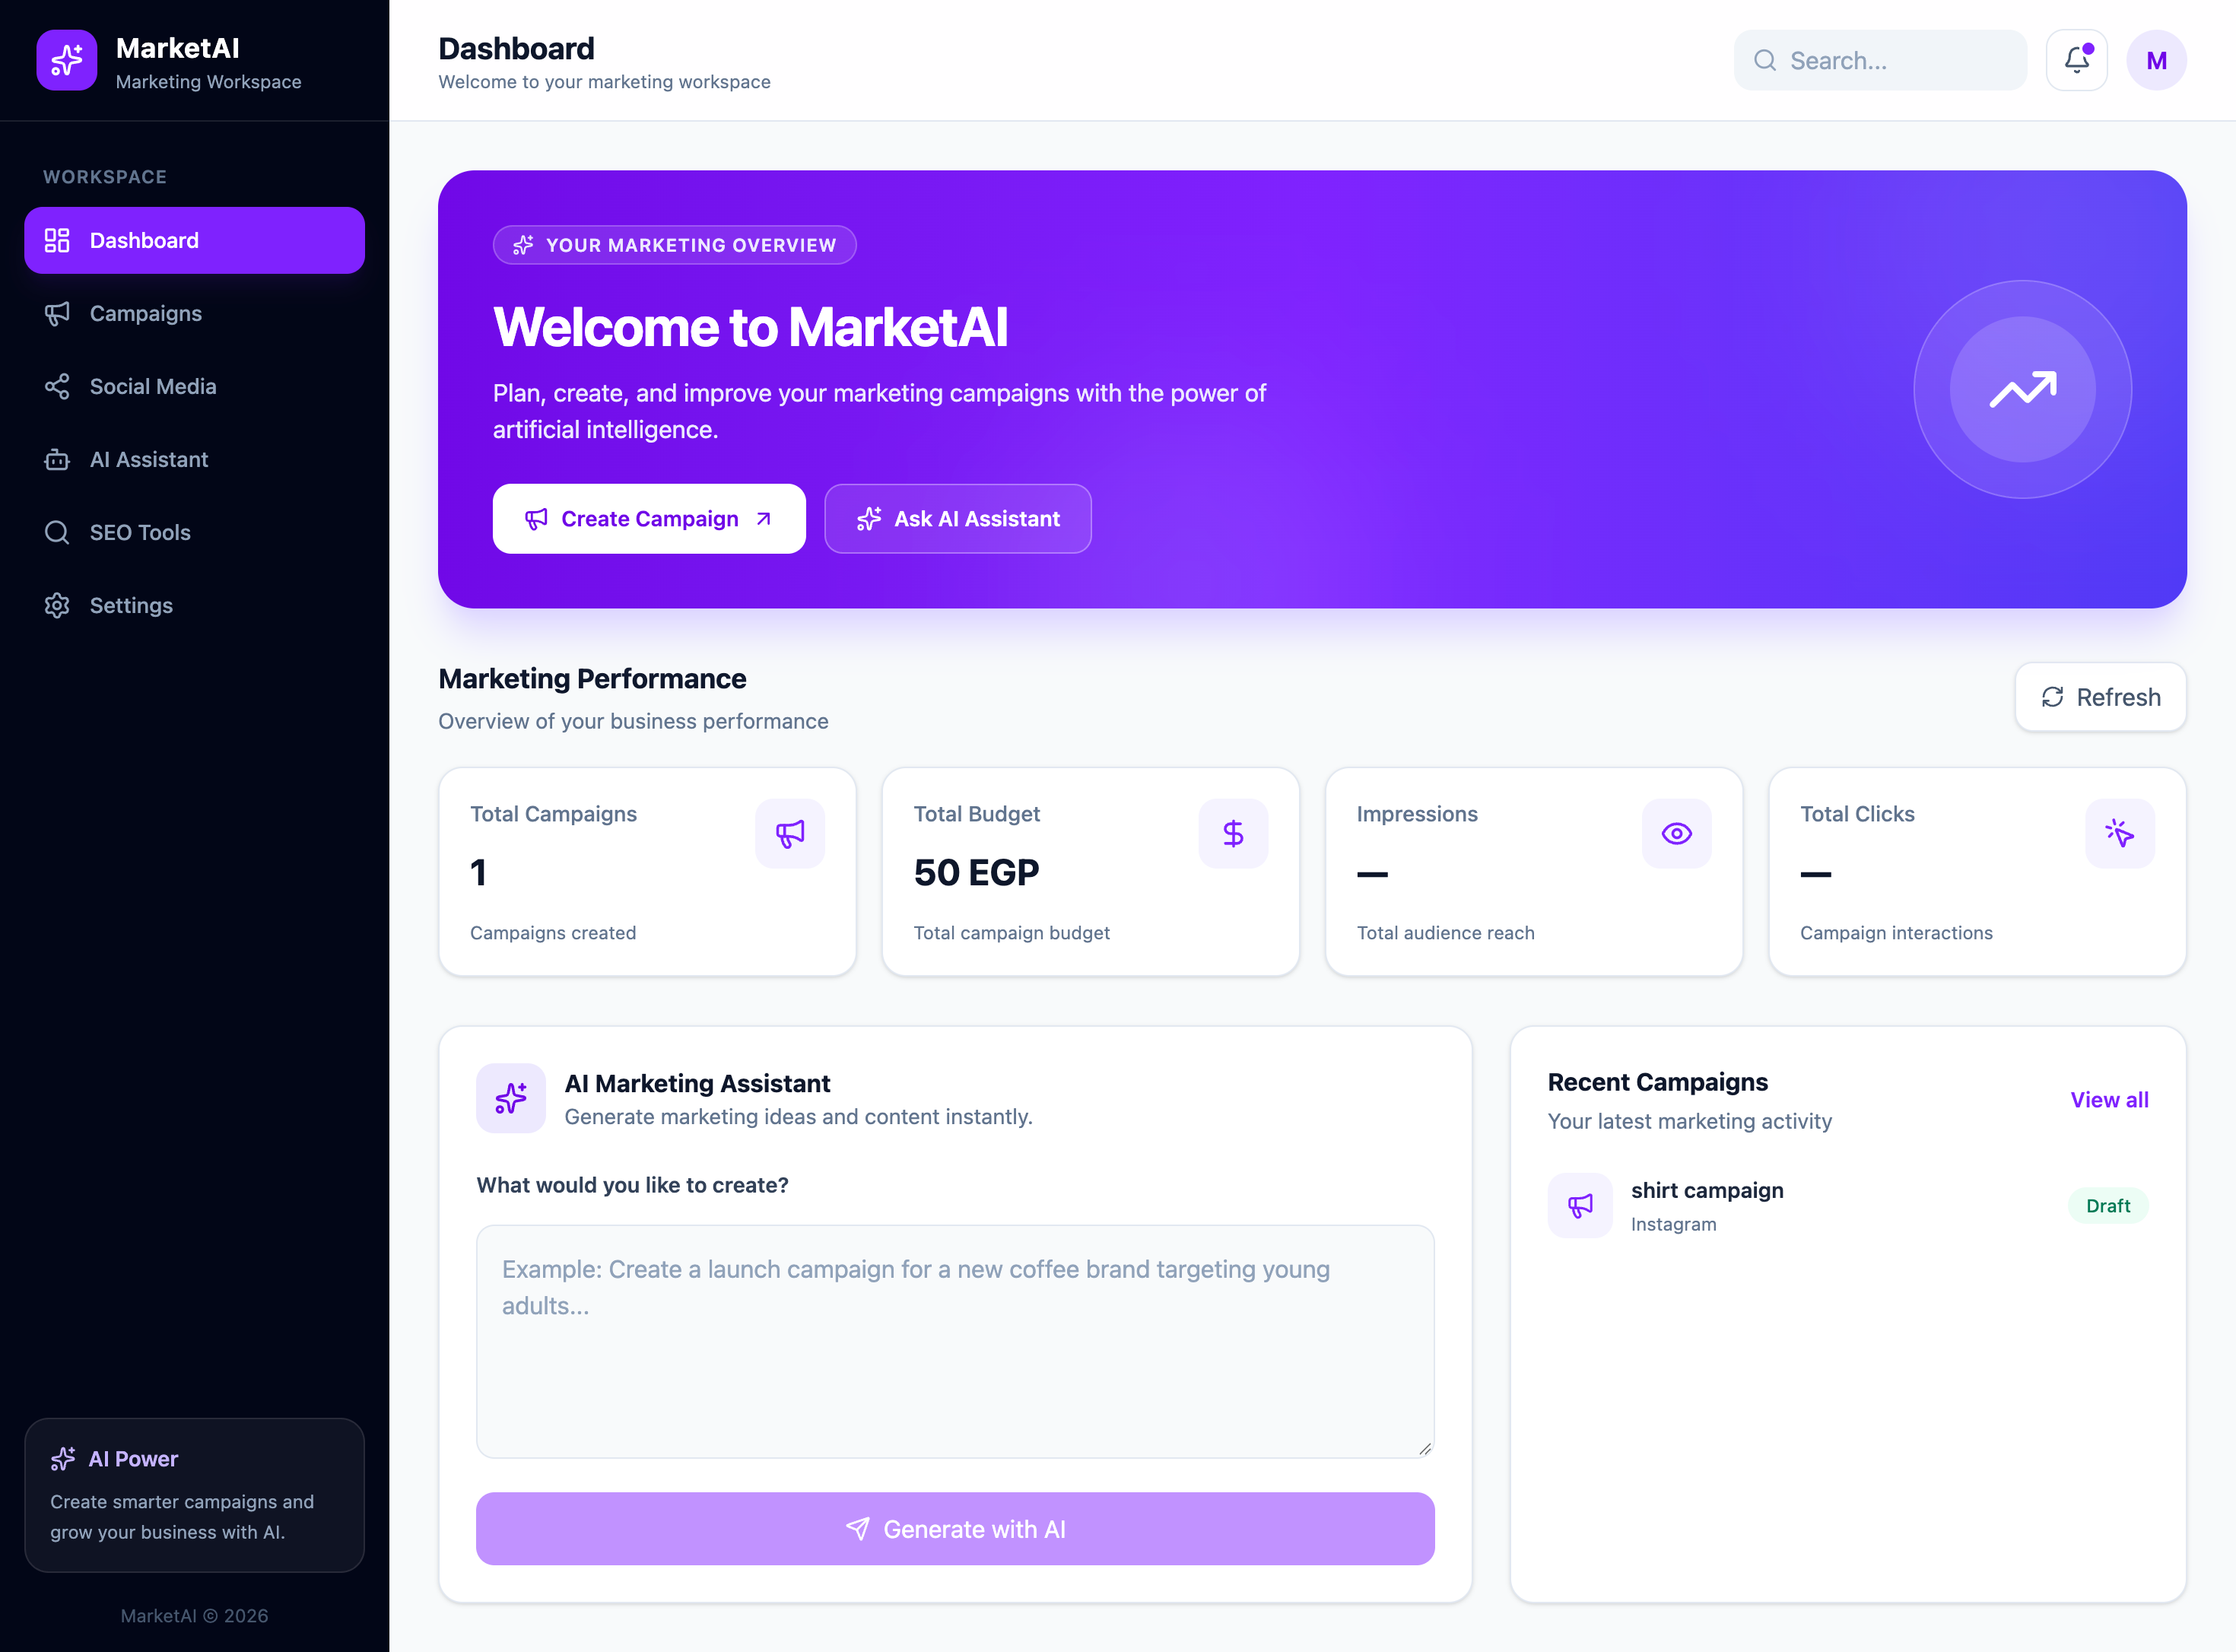 MarketAI
Marketing Workspace
WORKSPACE
Dashboard
Campaigns
Social Media
AI Assistant
SEO Tools
Settings
AI Power
Create smarter campaigns and
grow your business with AI.
MarketAI © 2026
Dashboard
Welcome to your marketing workspace
Search...
M
YOUR MARKETING OVERVIEW
Welcome to MarketAI
Plan, create, and improve your marketing campaigns with the power of
artificial intelligence.
Create Campaign
Ask AI Assistant
Marketing Performance
Overview of your business performance
Refresh
Total Campaigns
1
Campaigns created
Total Budget
50 EGP
Total campaign budget
Impressions
—
Total audience reach
Total Clicks
—
Campaign interactions
AI Marketing Assistant
Generate marketing ideas and content instantly.
What would you like to create?
Example: Create a launch campaign for a new coffee brand targeting young
adults...
Generate with AI
Recent Campaigns
Your latest marketing activity
View all
shirt campaign
Instagram
Draft